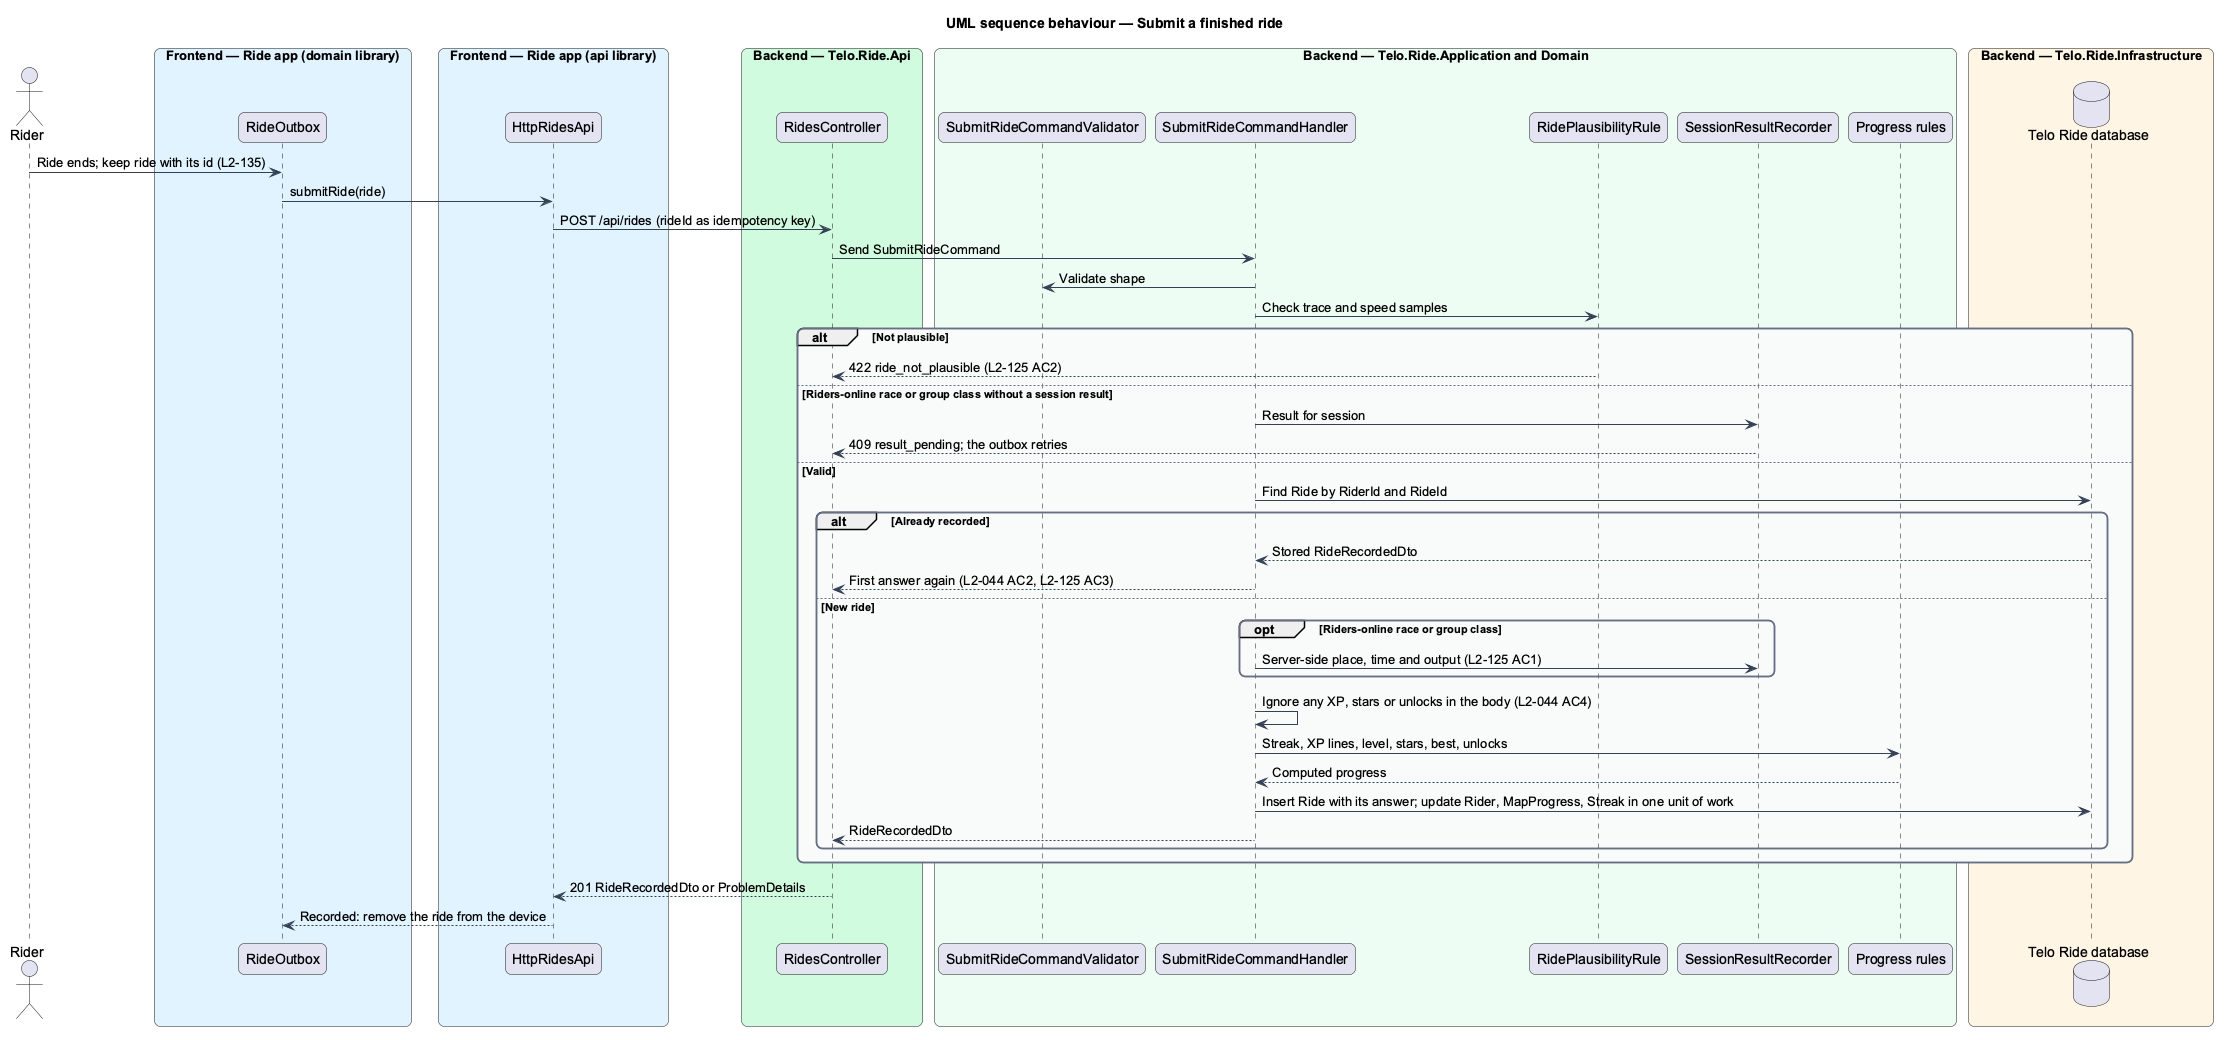 UML sequence behaviour — Submit a finished ride
Frontend — Ride app (domain library)
Frontend — Ride app (api library)
Backend — Telo.Ride.Api
Backend — Telo.Ride.Application and Domain
Backend — Telo.Ride.Infrastructure
Rider
RideOutbox
HttpRidesApi
RidesController
SubmitRideCommandValidator
SubmitRideCommandHandler
RidePlausibilityRule
SessionResultRecorder
Progress rules
Telo Ride database
Ride ends; keep ride with its id (L2-135)
submitRide(ride)
POST /api/rides (rideId as idempotency key)
Send SubmitRideCommand
Validate shape
Check trace and speed samples
alt [Not plausible]
422 ride_not_plausible (L2-125 AC2)
[Riders-online race or group class without a session result]
Result for session
409 result_pending; the outbox retries
[Valid]
Find Ride by RiderId and RideId
alt [Already recorded]
Stored RideRecordedDto
First answer again (L2-044 AC2, L2-125 AC3)
[New ride]
opt [Riders-online race or group class]
Server-side place, time and output (L2-125 AC1)
Ignore any XP, stars or unlocks in the body (L2-044 AC4)
Streak, XP lines, level, stars, best, unlocks
Computed progress
Insert Ride with its answer; update Rider, MapProgress, Streak in one unit of work
RideRecordedDto
201 RideRecordedDto or ProblemDetails
Recorded: remove the ride from the device
Rider
RideOutbox
HttpRidesApi
RidesController
SubmitRideCommandValidator
SubmitRideCommandHandler
RidePlausibilityRule
SessionResultRecorder
Progress rules
Telo Ride database